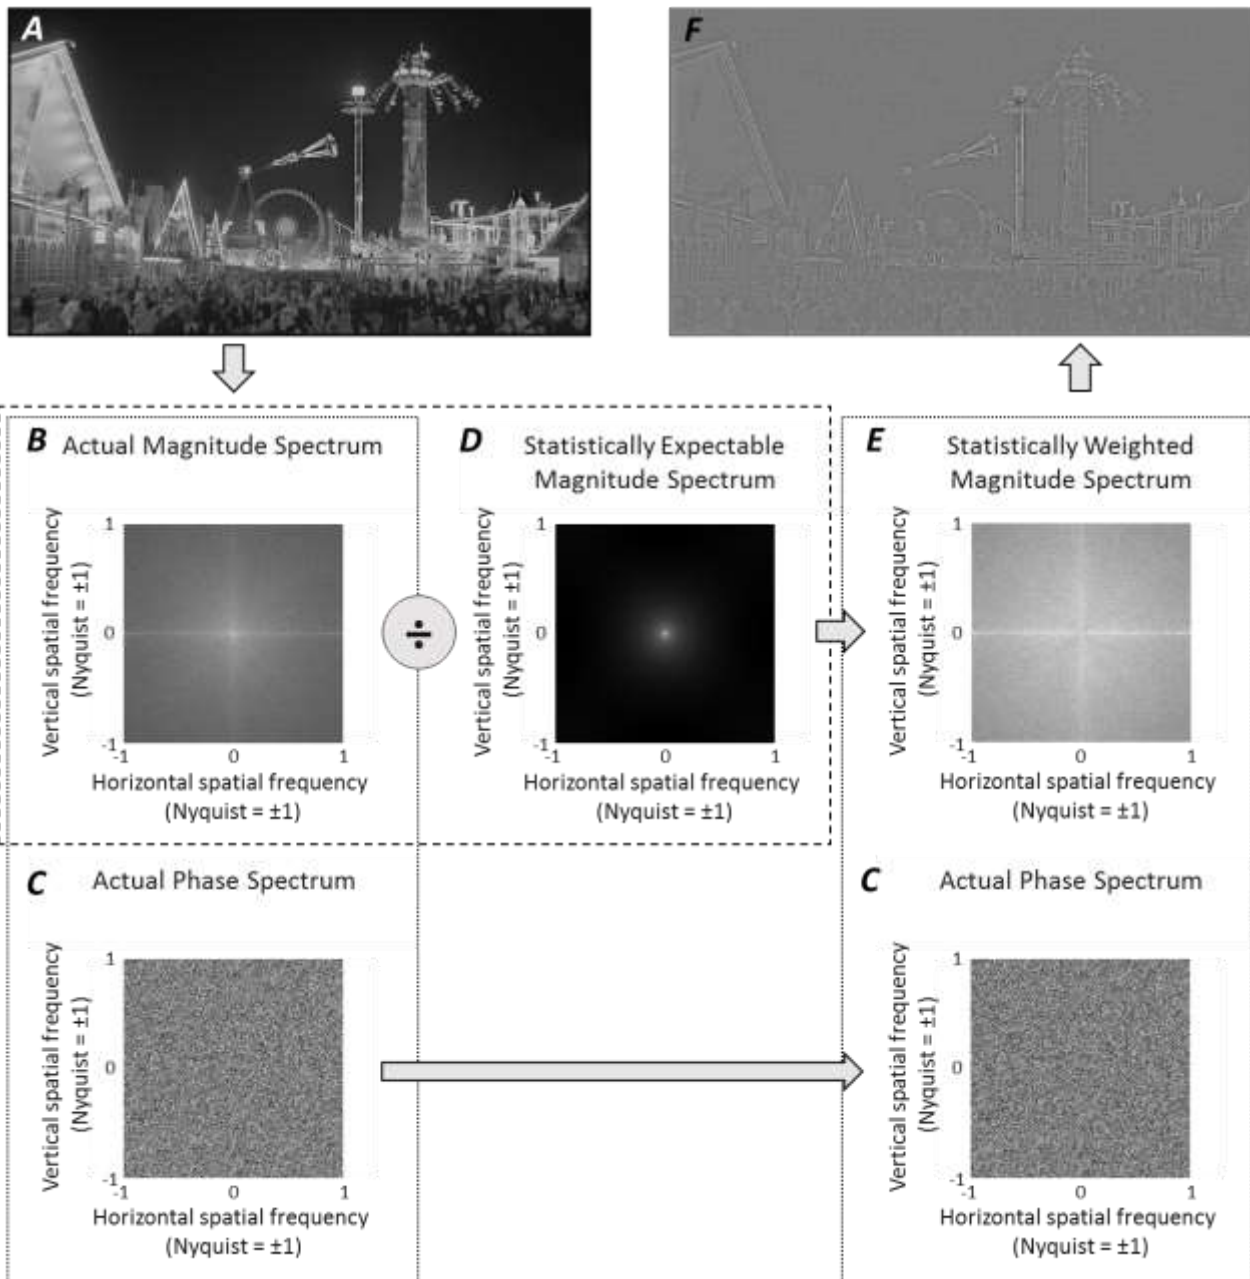 A
F
B Actual Magnitude Spectrum
Vertical spatial frequency
(Nyquist = ±1)
1
0
-1
-1 0 1
Horizontal spatial frequency
(Nyquist = ±1)
÷
D Statistically Expectable
Magnitude Spectrum
Vertical spatial frequency
(Nyquist = ±1)
1
0
-1
-1 0 1
Horizontal spatial frequency
(Nyquist = ±1)
E Statistically Weighted
Magnitude Spectrum
Vertical spatial frequency
(Nyquist = ±1)
1
0
-1
-1 0 1
Horizontal spatial frequency
(Nyquist = ±1)
C Actual Phase Spectrum
Vertical spatial frequency
(Nyquist = ±1)
1
0
-1
-1 0 1
Horizontal spatial frequency
(Nyquist = ±1)
C Actual Phase Spectrum
Vertical spatial frequency
(Nyquist = ±1)
1
0
-1
-1 0 1
Horizontal spatial frequency
(Nyquist = ±1)